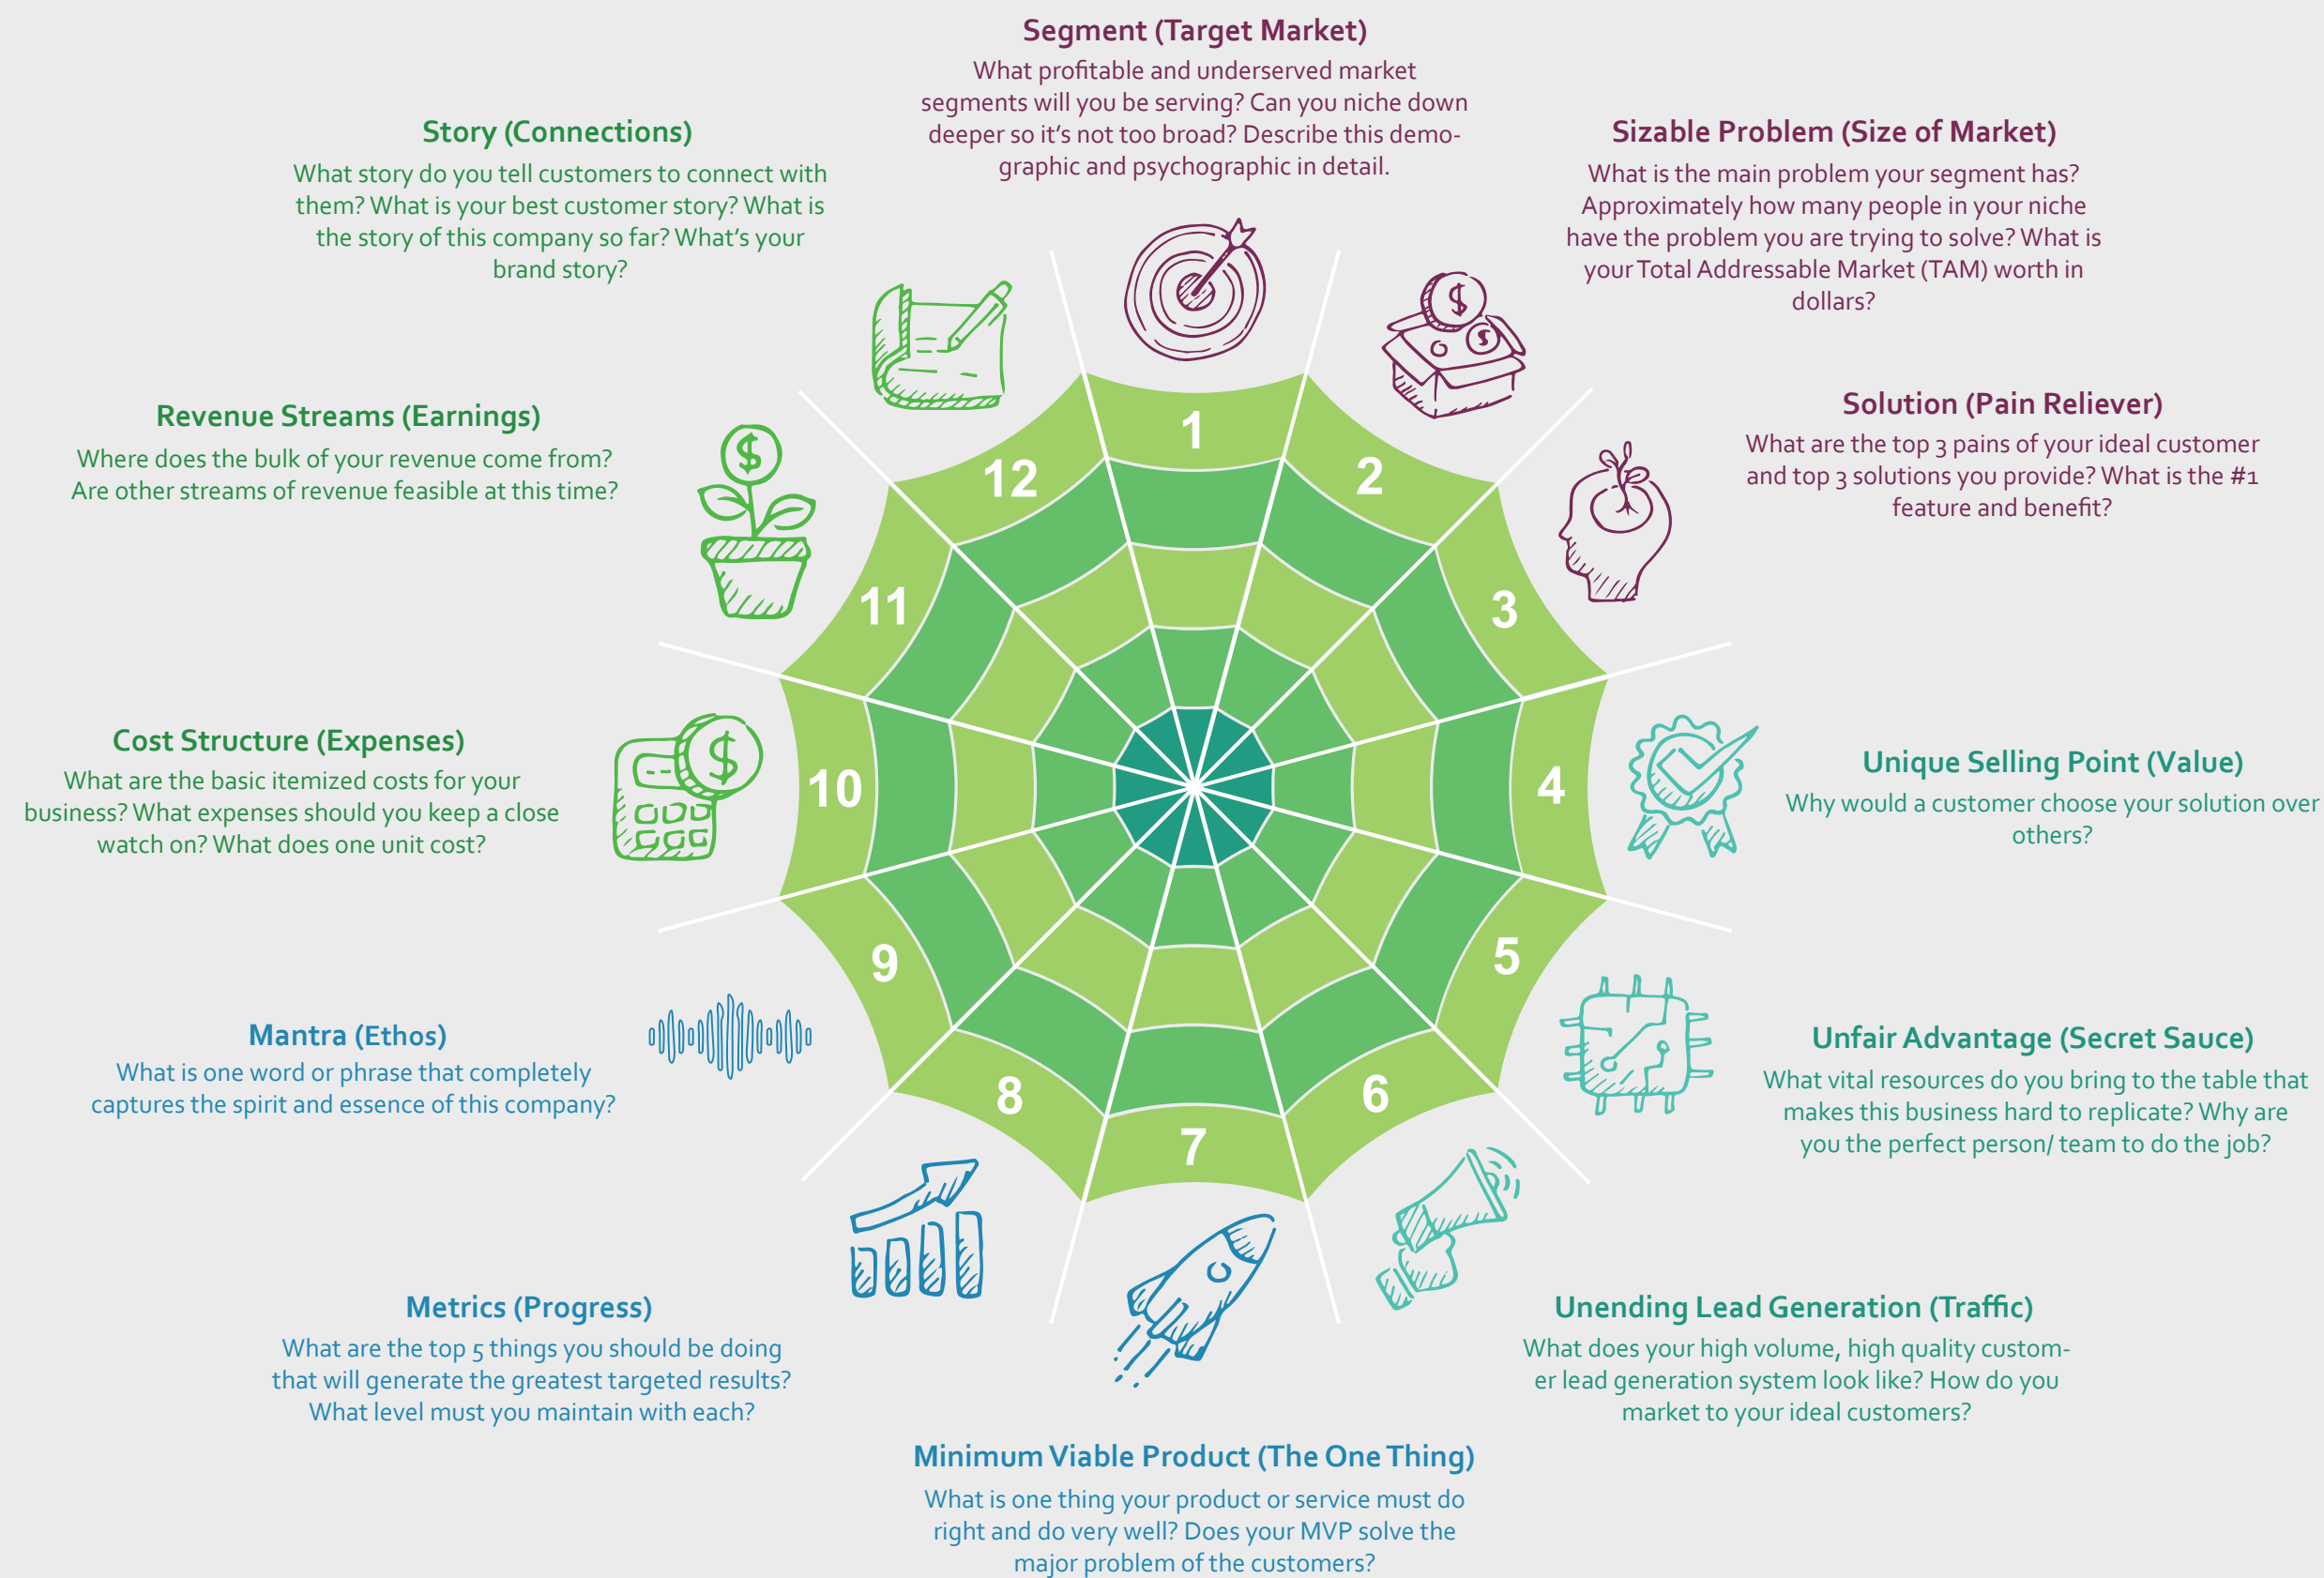 Segment (Target Market)
What profitable and underserved market
segments will you be serving? Can you niche down
deeper so it's not too broad? Describe this demo-
graphic and psychographic in detail.
Sizable Problem (Size of Market)
What is the main problem your segment has?
Approximately how many people in your niche
have the problem you are trying to solve? What is
your Total Addressable Market (TAM) worth in
dollars?
Solution (Pain Reliever)
What are the top 3 pains of your ideal customer
and top 3 solutions you provide? What is the #1
feature and benefit?
Unique Selling Point (Value)
Why would a customer choose your solution over
others?
Unfair Advantage (Secret Sauce)
What vital resources do you bring to the table that
makes this business hard to replicate? Why are
you the perfect person/ team to do the job?
Unending Lead Generation (Traffic)
What does your high volume, high quality custom-
er lead generation system look like? How do you
market to your ideal customers?
Minimum Viable Product (The One Thing)
What is one thing your product or service must do
right and do very well? Does your MVP solve the
major problem of the customers?
Metrics (Progress)
What are the top 5 things you should be doing
that will generate the greatest targeted results?
What level must you maintain with each?
Mantra (Ethos)
What is one word or phrase that completely
captures the spirit and essence of this company?
Cost Structure (Expenses)
What are the basic itemized costs for your
business? What expenses should you keep a close
watch on? What does one unit cost?
Revenue Streams (Earnings)
Where does the bulk of your revenue come from?
Are other streams of revenue feasible at this time?
Story (Connections)
What story do you tell customers to connect with
them? What is your best customer story? What is
the story of this company so far? What's your
brand story?
1
2
3
4
5
6
7
8
9
10
11
12
$
$
$
$